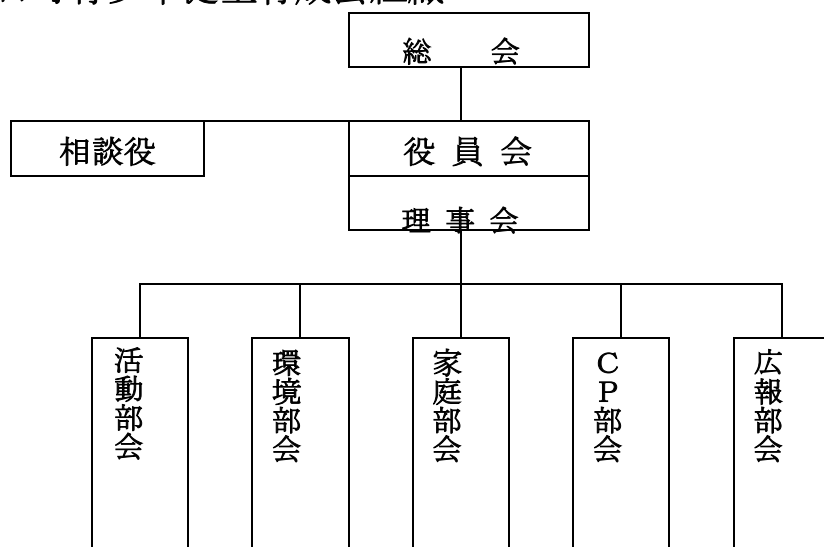 青少年健全育成会組織
総　会
相談役
役 員 会
理 事 会
活動部会
環境部会
家庭部会
ＣＰ部会
広報部会